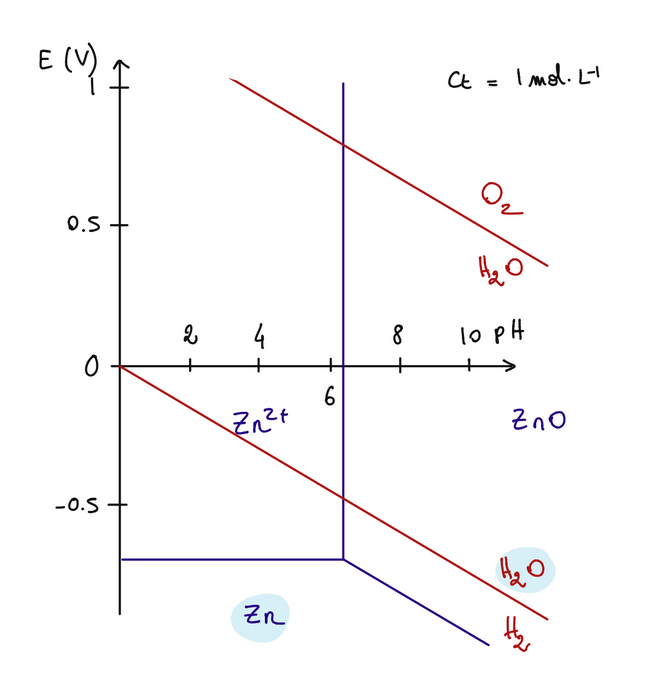 E (V)
Ct = 1 mol. L-1
1
O2
0.5
H2O
2 4 8 10 pH
0
6
Zn2+
ZnO
-0.5
H2O
Zn
H2